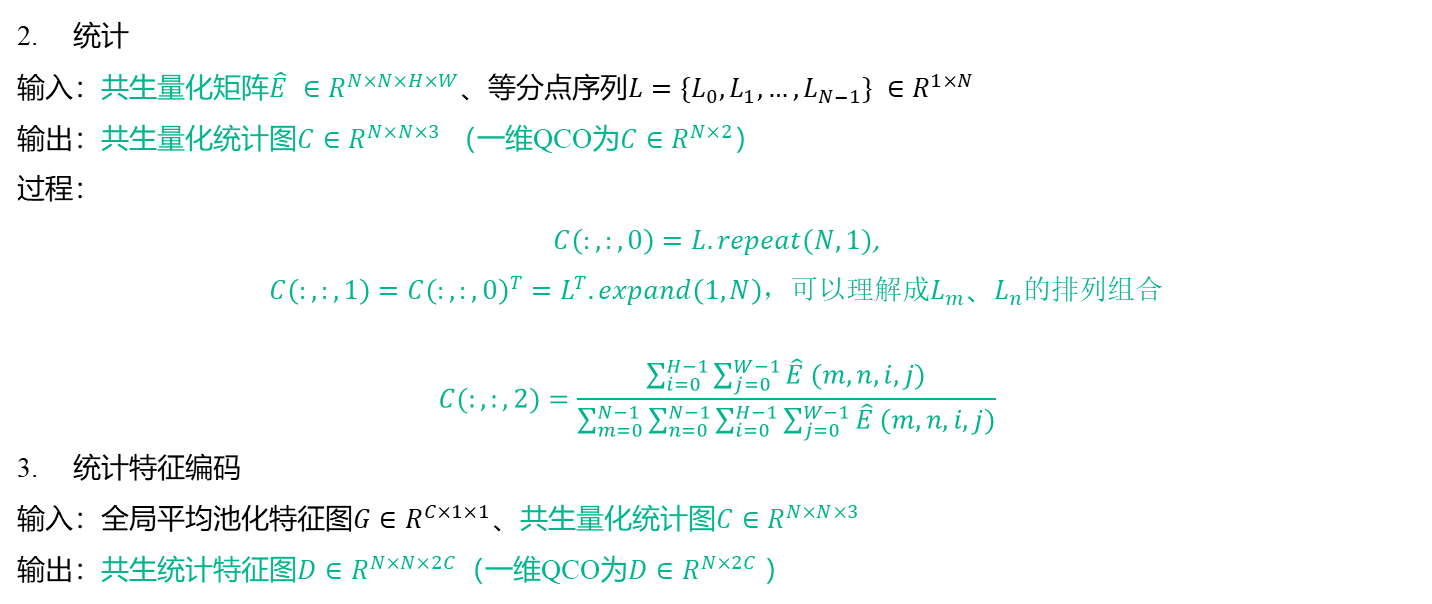 2. 统计
输入：共生量化矩阵Ê ∈ R^{N×N×H×W}、等分点序列L = {L_0, L_1, … , L_{N−1}} ∈ R^{1×N}
输出：共生量化统计图C ∈ R^{N×N×3} （一维QCO为C ∈ R^{N×2}）
过程：
C(:,:,0) = L.repeat(N,1),
C(:,:,1) = C(:,:,0)^T = L^T.expand(1,N)，可以理解成L_m、L_n的排列组合
C(:,:,2) = \frac{∑_{i=0}^{H−1} ∑_{j=0}^{W−1} Ê (m,n,i,j)}{∑_{m=0}^{N−1} ∑_{n=0}^{N−1} ∑_{i=0}^{H−1} ∑_{j=0}^{W−1} Ê (m,n,i,j)}
3. 统计特征编码
输入：全局平均池化特征图G ∈ R^{C×1×1}、共生量化统计图C ∈ R^{N×N×3}
输出：共生统计特征图D ∈ R^{N×N×2C}（一维QCO为D ∈ R^{N×2C} ）